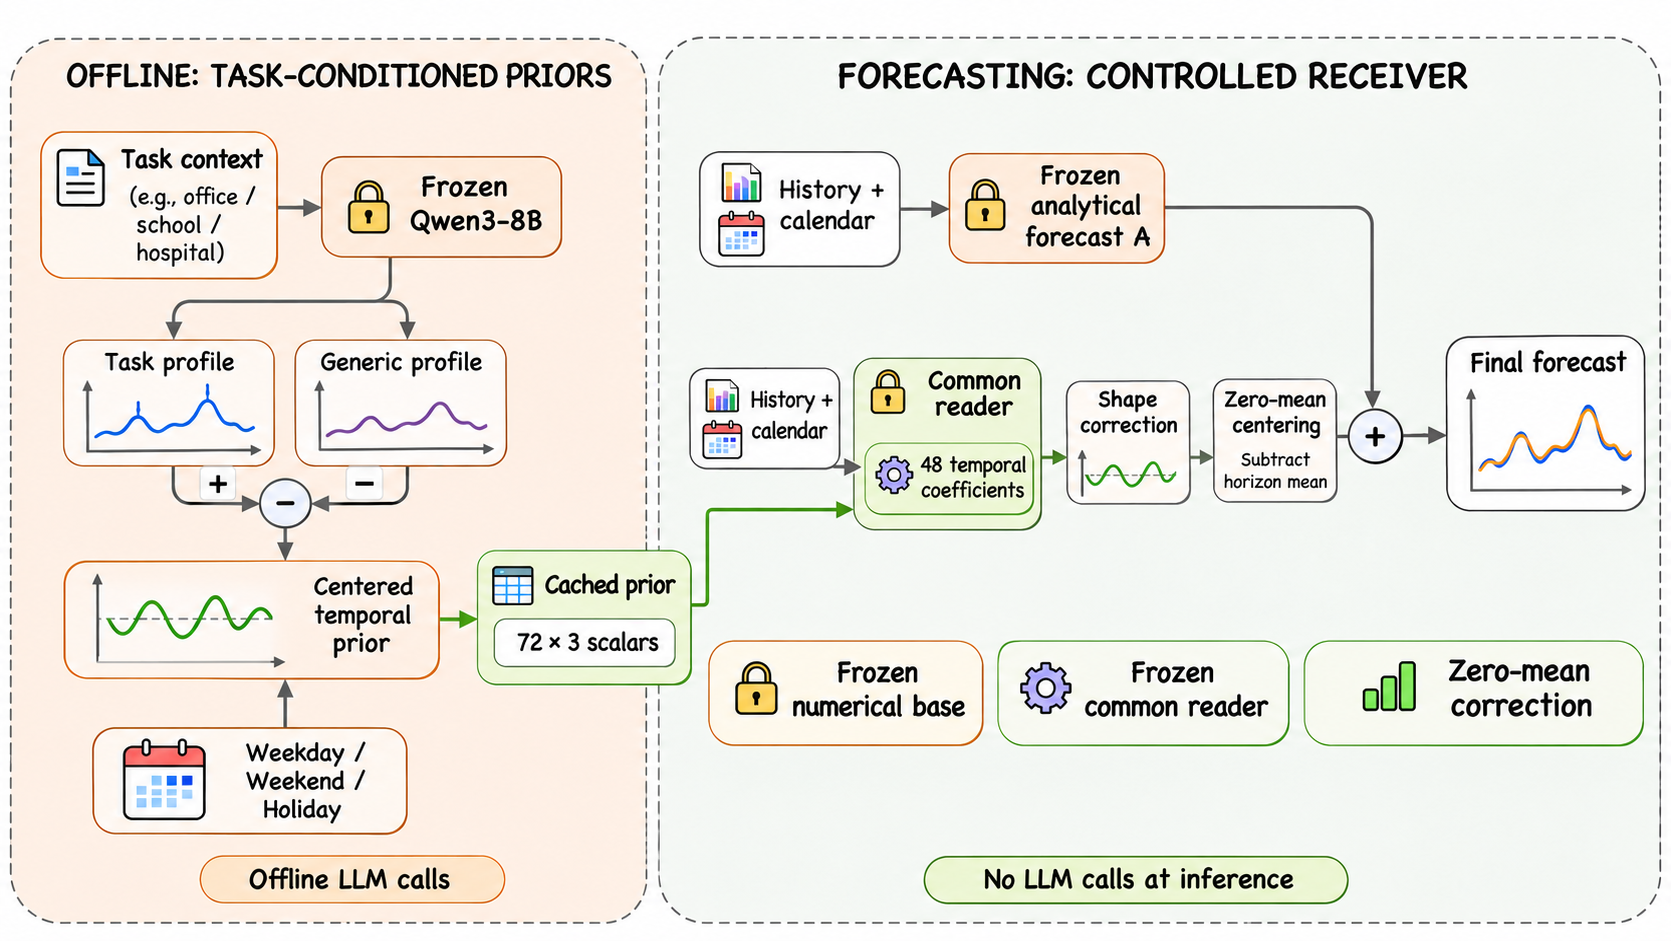 OFFLINE: TASK-CONDITIONED PRIORS
Task context
(e.g., office /
school /
hospital)
Frozen
Qwen3-8B
Task profile
Generic profile
+
−
−
Centered
temporal
prior
Cached prior
72 × 3 scalars
Weekday /
Weekend /
Holiday
Offline LLM calls
FORECASTING: CONTROLLED RECEIVER
History +
calendar
Frozen
analytical
forecast A
History +
calendar
Common
reader
48 temporal
coefficients
Shape
correction
Zero-mean
centering
Subtract
horizon mean
+
Final forecast
Frozen
numerical base
Frozen
common reader
Zero-mean
correction
No LLM calls at inference